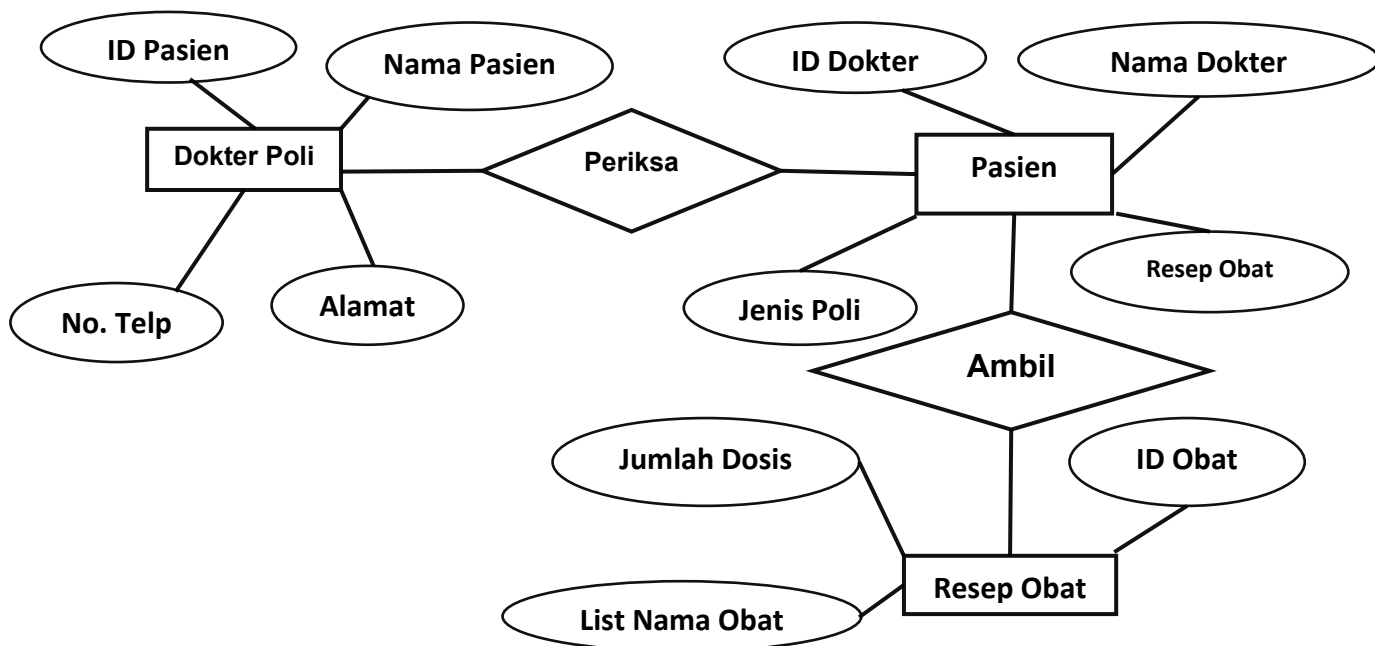 ID Pasien
Nama Pasien
ID Dokter
Nama Dokter
Dokter Poli
Periksa
Pasien
No. Telp
Alamat
Jenis Poli
Resep Obat
Ambil
Jumlah Dosis
ID Obat
Resep Obat
List Nama Obat